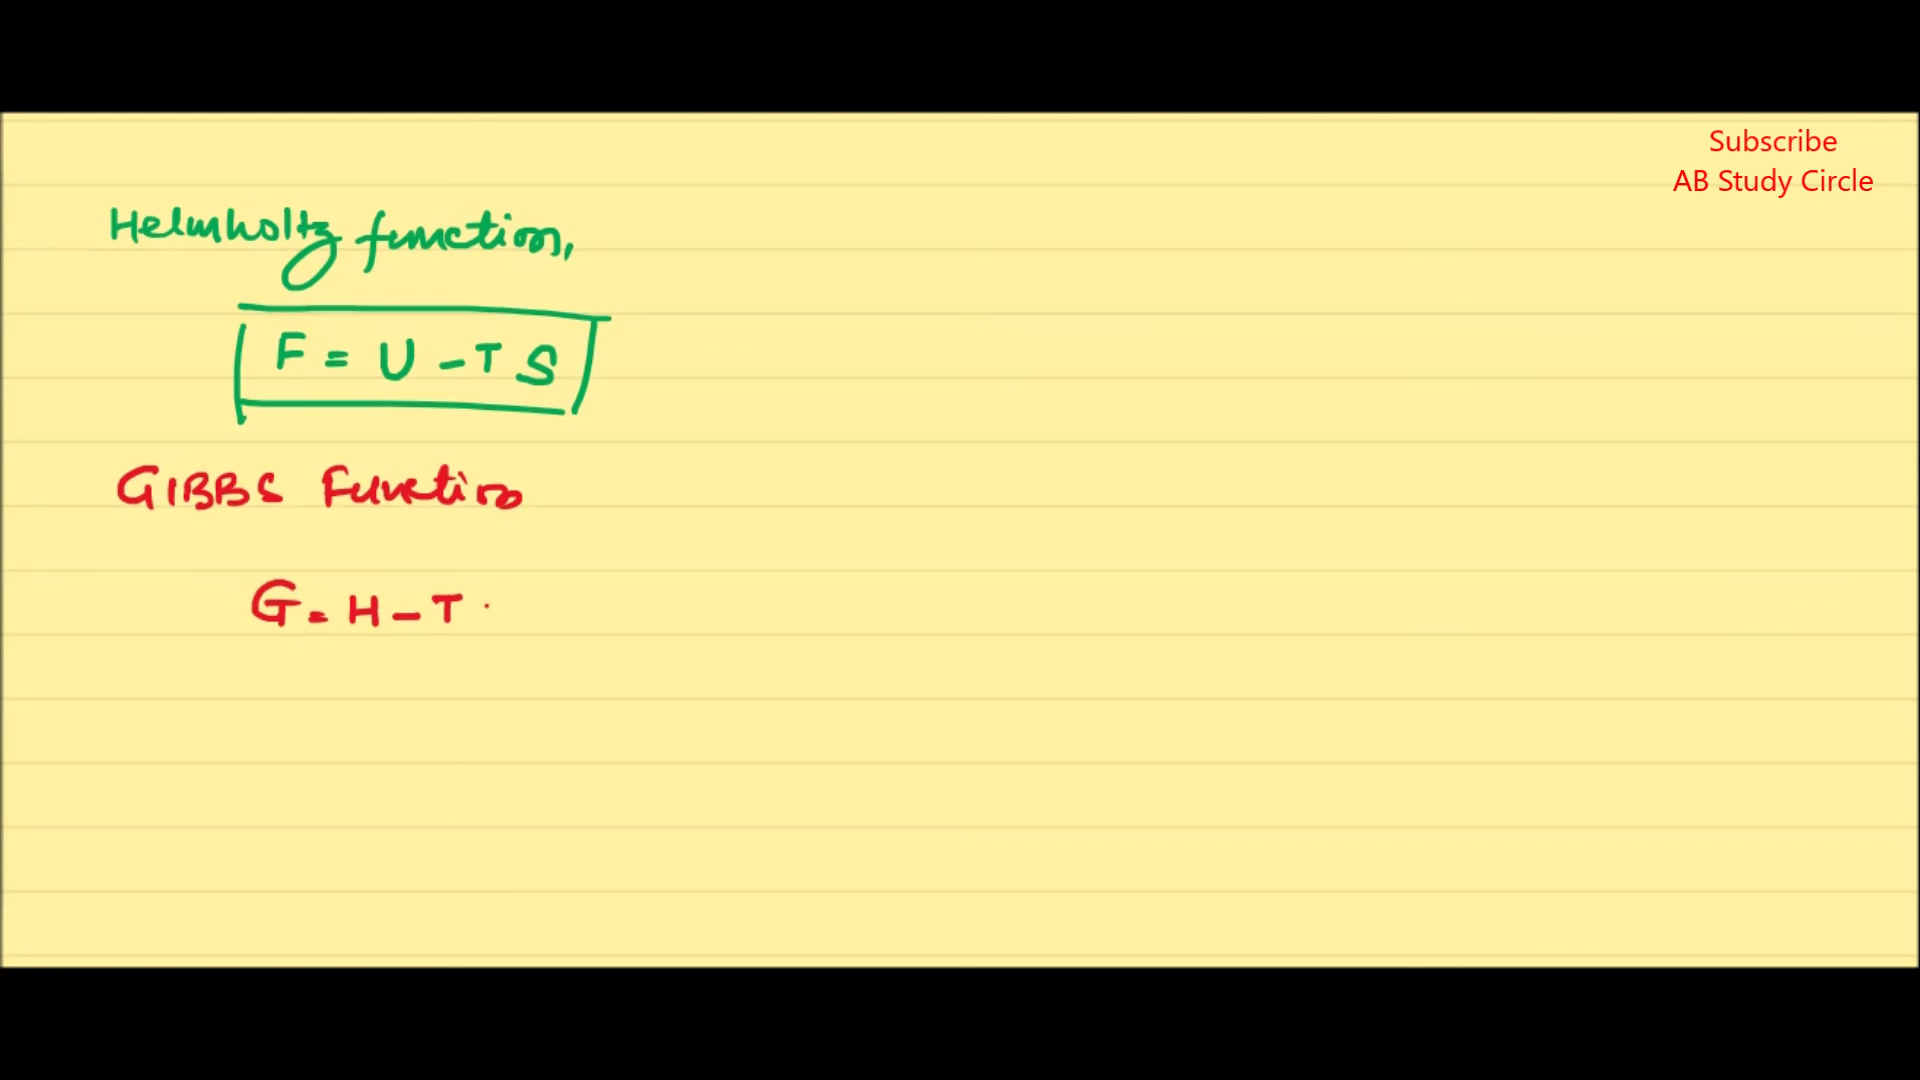 Subscribe
AB Study Circle
Helmholtz function,
F = U - T S
GIBBS Function
G = H - T